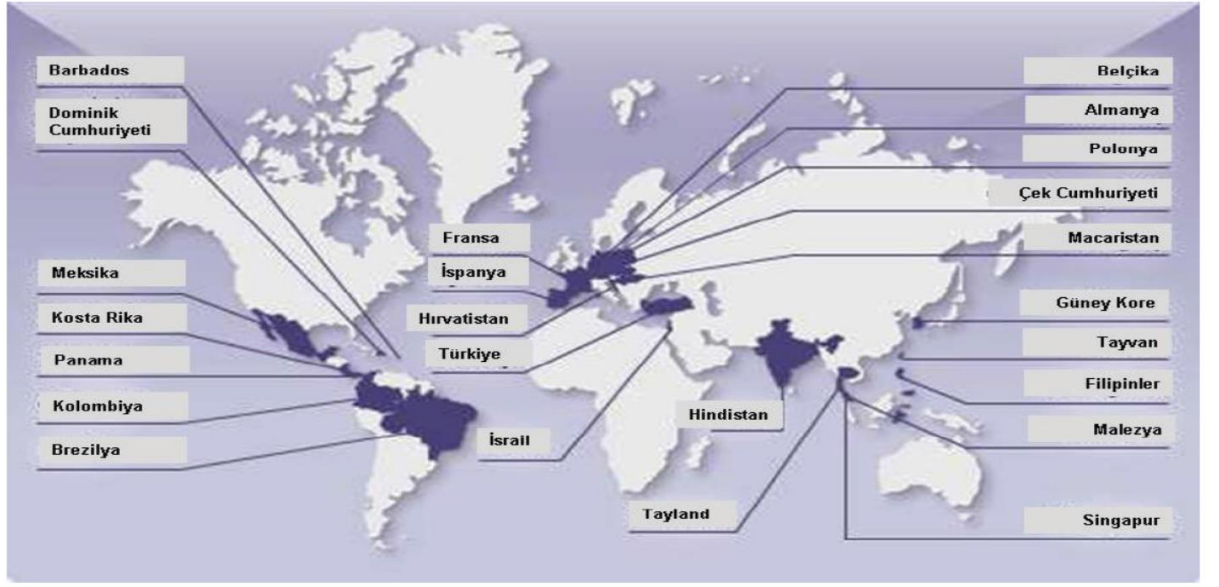 Barbados
Dominik
Cumhuriyeti
Meksika
Kosta Rika
Panama
Kolombiya
Brezilya
Fransa
İspanya
Hırvatistan
Türkiye
İsrail
Hindistan
Tayland
Belçika
Almanya
Polonya
Çek Cumhuriyeti
Macaristan
Güney Kore
Tayvan
Filipinler
Malezya
Singapur